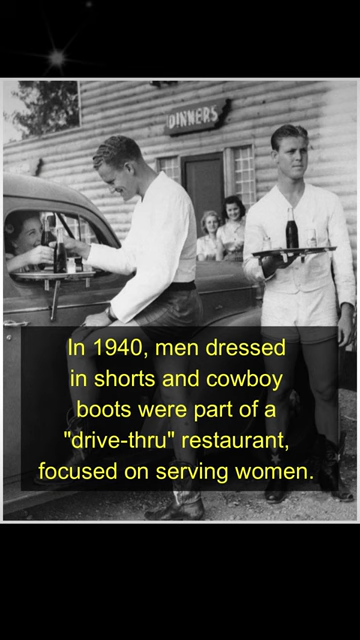 DINNERS
In 1940, men dressed
in shorts and cowboy
boots were part of a
"drive-thru" restaurant,
focused on serving women.